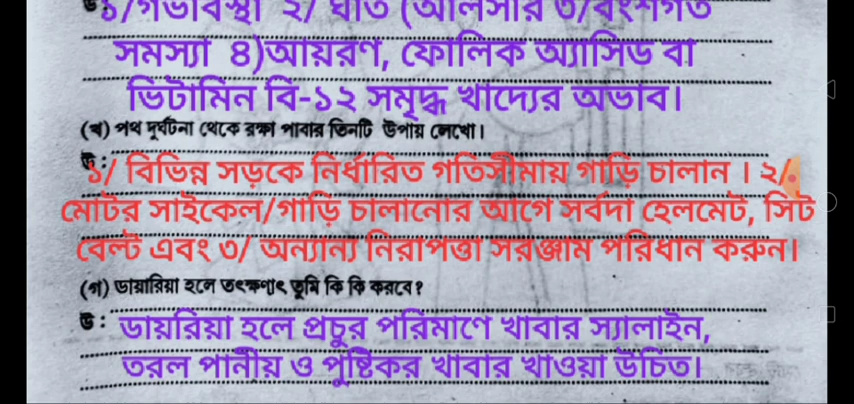 উ১/গর্ভাবস্থা ২/ ঘাত (আলসার ৩/বংশগত
সমস্যা ৪)আয়রণ, ফোলিক অ্যাসিড বা
ভিটামিন বি-১২ সমৃদ্ধ খাদ্যের অভাব।
(খ) পথ দুর্ঘটনা থেকে রক্ষা পাবার তিনটি উপায় লেখো।
উ: ১/ বিভিন্ন সড়কে নির্ধারিত গতিসীমায় গাড়ি চালান । ২/
মোটর সাইকেল/গাড়ি চালানোর আগে সর্বদা হেলমেট, সিট
বেল্ট এবং ৩/ অন্যান্য নিরাপত্তা সরঞ্জাম পরিধান করুন।
(গ) ডায়ারিয়া হলে তৎক্ষণাৎ তুমি কি কি করবে?
উ: ডায়রিয়া হলে প্রচুর পরিমাণে খাবার স্যালাইন,
তরল পানীয় ও পুষ্টিকর খাবার খাওয়া উচিত।